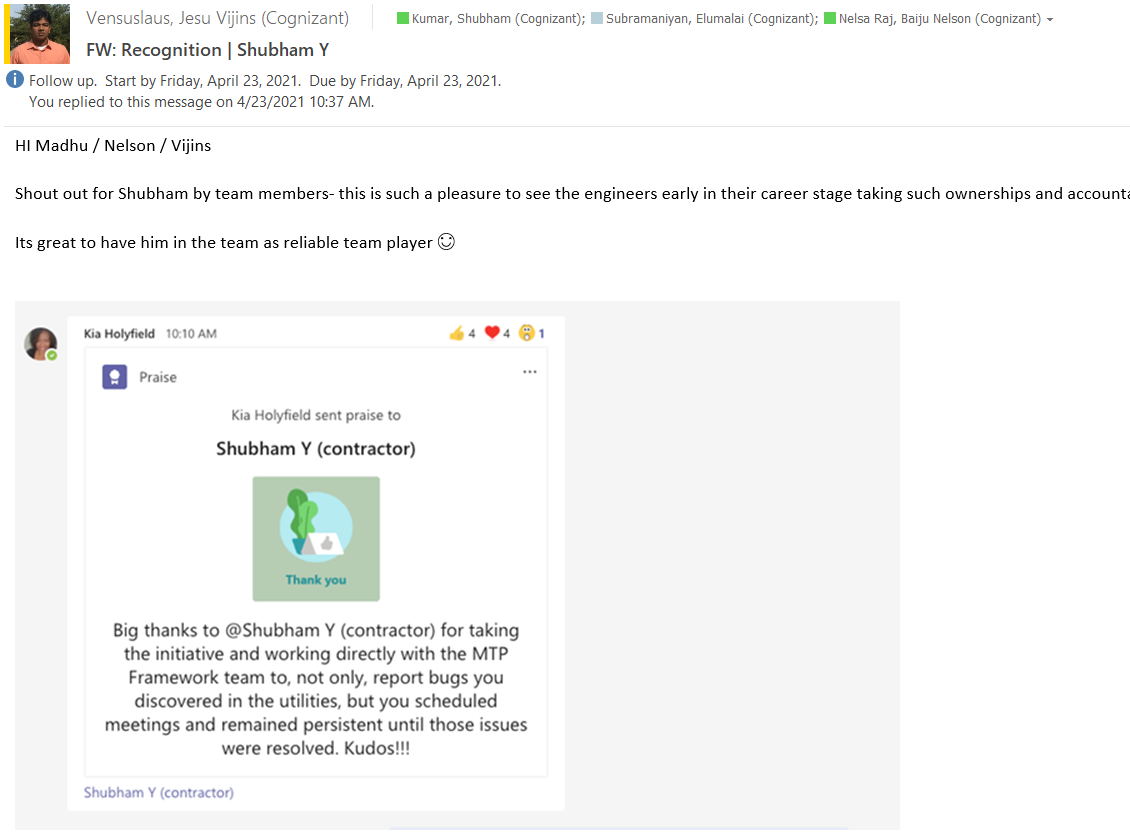 Vensuslaus, Jesu Vijins (Cognizant)
Kumar, Shubham (Cognizant); Subramaniyan, Elumalai (Cognizant); Nelsa Raj, Baiju Nelson (Cognizant)
FW: Recognition | Shubham Y
Follow up. Start by Friday, April 23, 2021. Due by Friday, April 23, 2021.
You replied to this message on 4/23/2021 10:37 AM.
HI Madhu / Nelson / Vijins
Shout out for Shubham by team members- this is such a pleasure to see the engineers early in their career stage taking such ownerships and
Its great to have him in the team as reliable team player
Kia Holyfield 10:10 AM 4 4 1
Praise
...
Kia Holyfield sent praise to
Shubham Y (contractor)
Thank you
Big thanks to @Shubham Y (contractor) for taking
the initiative and working directly with the MTP
Framework team to, not only, report bugs you
discovered in the utilities, but you scheduled
meetings and remained persistent until those issues
were resolved. Kudos!!!
Shubham Y (contractor)